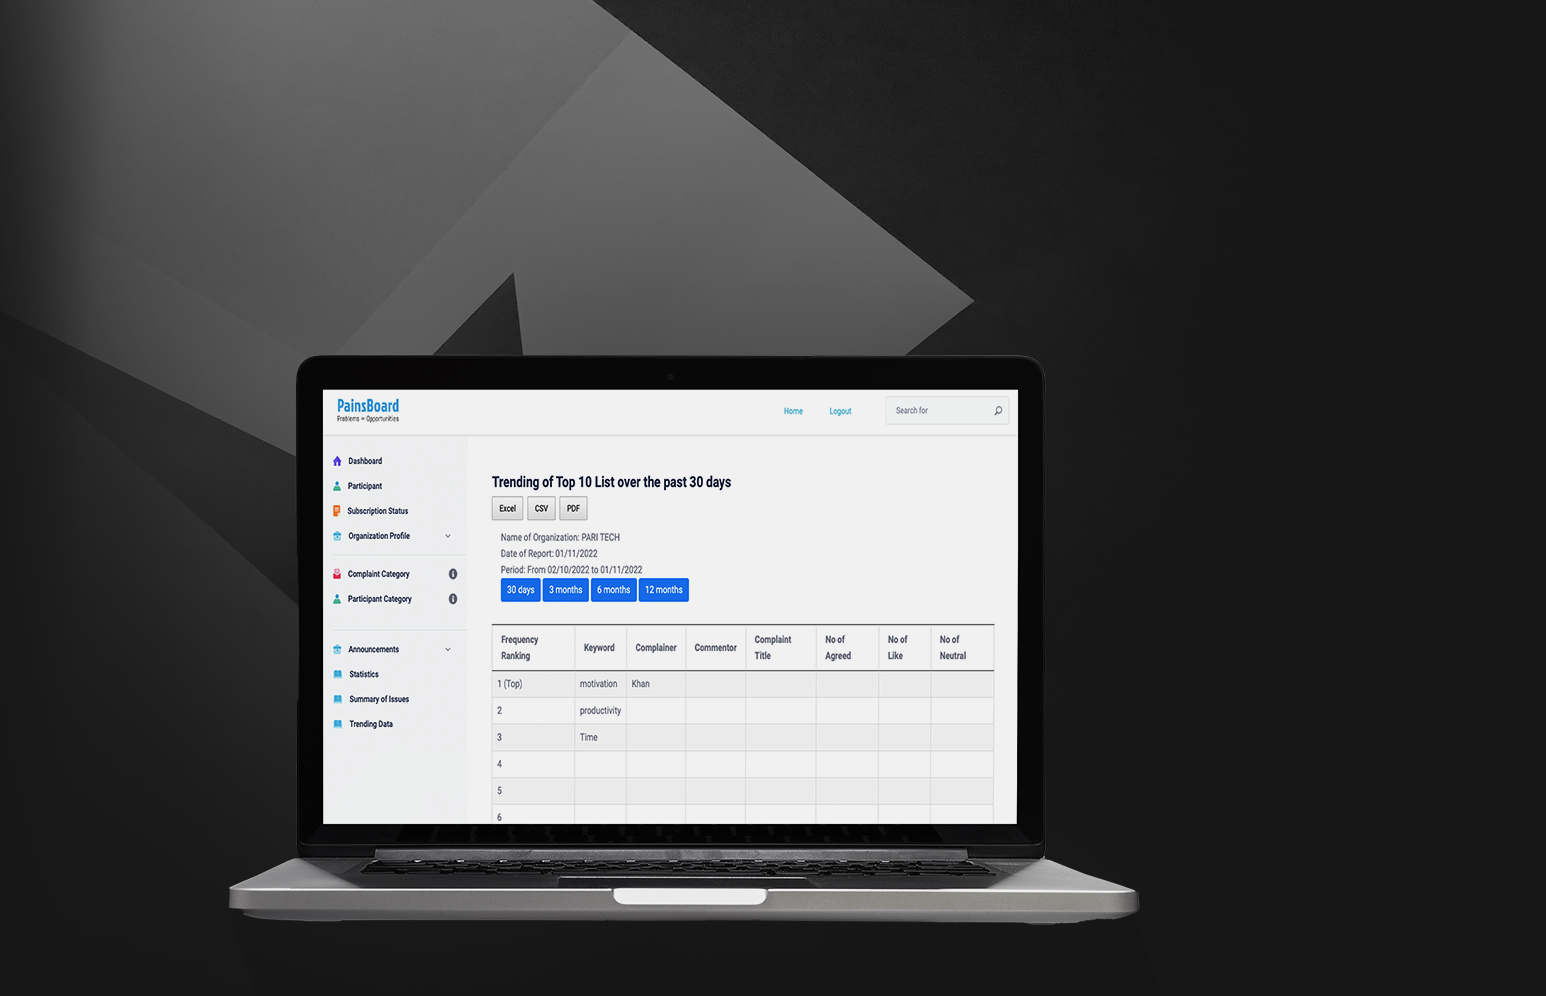 PainsBoard
Problems = Opportunities
Home
Logout
Search for
Dashboard
Participant
Subscription Status
Organization Profile
Complaint Category
Participant Category
Announcements
Statistics
Summary of Issues
Trending Data
Trending of Top 10 List over the past 30 days
Excel CSV PDF
Name of Organization: PARI TECH
Date of Report: 01/11/2022
Period: From 02/10/2022 to 01/11/2022
30 days 3 months 6 months 12 months
Frequency Ranking Keyword Complainer Commentor Complaint Title No of Agreed No of Like No of Neutral
1 (Top) motivation Khan
2 productivity
3 Time
4
5
6